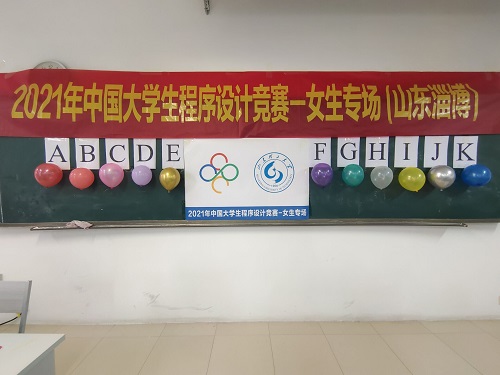 2021年中国大学生程序设计竞赛—女生专场(山东淄博)
A B C D E F G H I J K
2021年中国大学生程序设计竞赛-女生专场